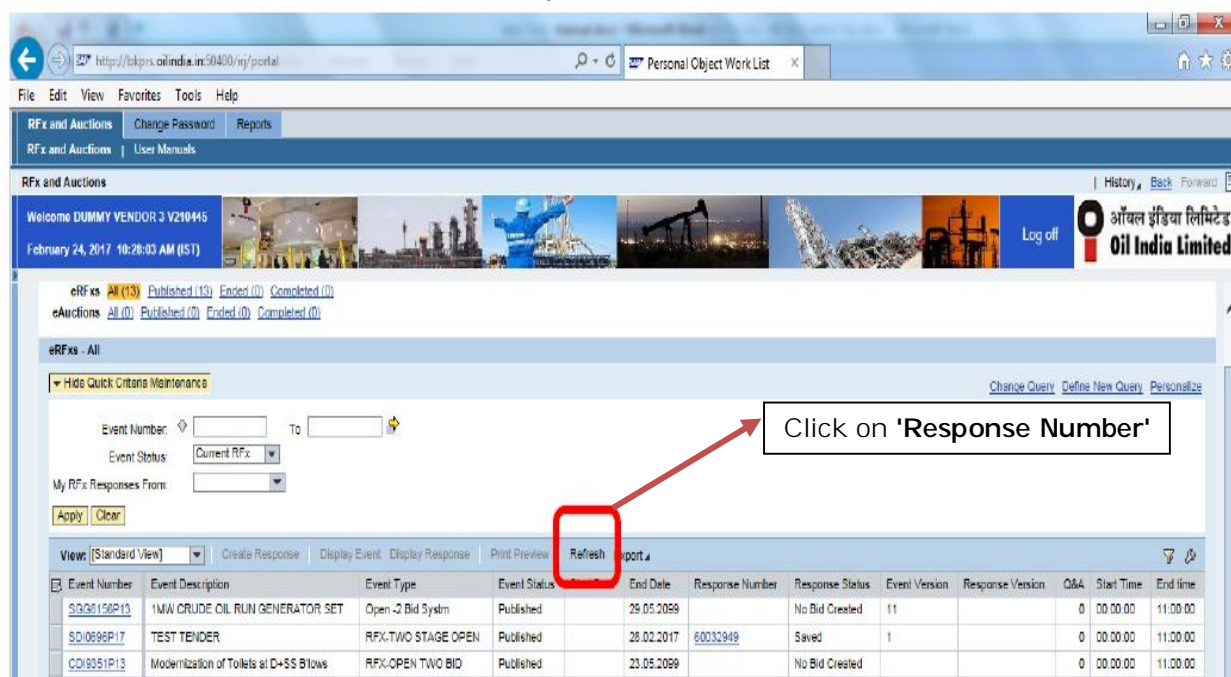 http://bkprs.oilindia.in:50400/irj/portal
Personal Object Work List
File Edit View Favorites Tools Help
RFx and Auctions Change Password Reports
RFx and Auctions | User Manuals
RFx and Auctions
| History Back Forward
Welcome DUMMY VENDOR 3 V210445
February 24, 2017 10:28:03 AM (IST)
Log off
ऑयल इंडिया लिमिटेड
Oil India Limited
eRFxs All (13) Published (13) Ended (0) Completed (0)
eAuctions All (0) Published (0) Ended (0) Completed (0)
eRFxs - All
Hide Quick Criteria Maintenance
Change Query Define New Query Personalize
Click on 'Response Number'
Event Number: To
Event Status: Current RFx
My RFx Responses From:
Apply Clear
View: [Standard View] Create Response Display Event Display Response Print Preview Refresh Export
Event Number Event Description Event Type Event Status End Date Response Number Response Status Event Version Response Version Q&A Start Time End time
SGG6156P13 1MW CRUDE OIL RUN GENERATOR SET Open -2 Bid Systm Published 29.05.2099 No Bid Created 11 0 00:00:00 11:00:00
SDI0696P17 TEST TENDER RFX-TWO STAGE OPEN Published 28.02.2017 60032949 Saved 1 0 00:00:00 11:00:00
CDI9351P13 Modernization of Toilets at D+SS B'lows RFX-OPEN TWO BID Published 23.05.2099 No Bid Created 0 00:00:00 11:00:00